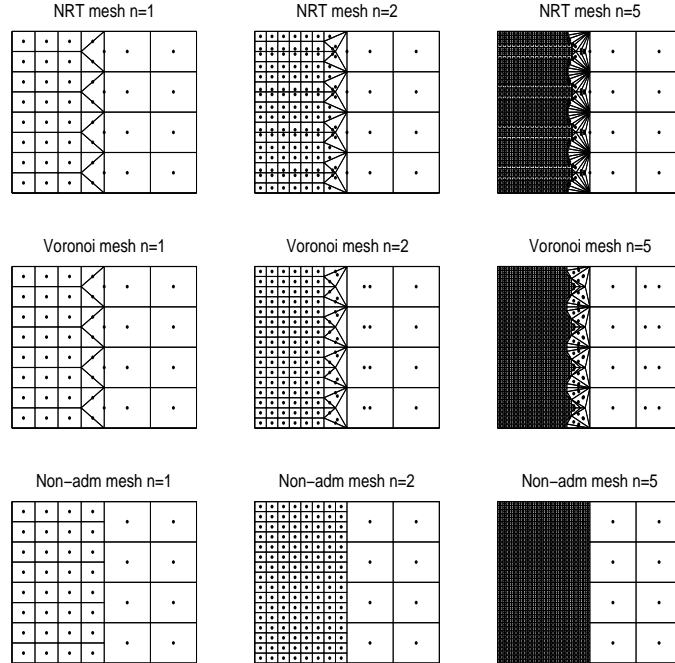 NRT mesh n=1
NRT mesh n=2
NRT mesh n=5
Voronoi mesh n=1
Voronoi mesh n=2
Voronoi mesh n=5
Non−adm mesh n=1
Non−adm mesh n=2
Non−adm mesh n=5